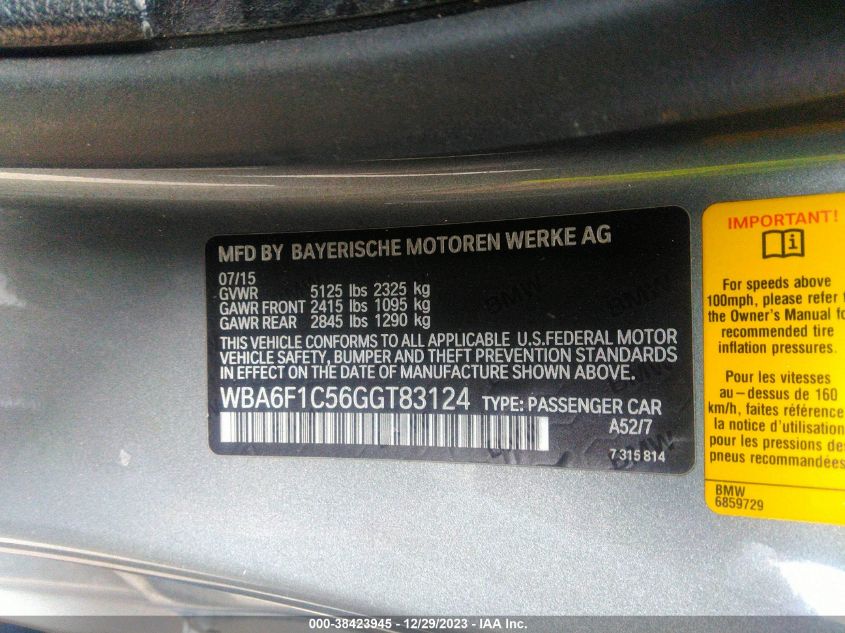 MFD BY BAYERISCHE MOTOREN WERKE AG
07/15
GVWR 5125 lbs 2325 kg
GAWR FRONT 2415 lbs 1095 kg
GAWR REAR 2845 lbs 1290 kg
THIS VEHICLE CONFORMS TO ALL APPLICABLE U.S.FEDERAL MOTOR
VEHICLE SAFETY, BUMPER AND THEFT PREVENTION STANDARDS
IN EFFECT ON THE DATE OF MANUFACTURE SHOWN ABOVE.
WBA6F1C56GGT83124 TYPE: PASSENGER CAR
A52/7
7 315 814
BMW
BMW
BMW
IMPORTANT!
For speeds above
100mph, please refer
the Owner's Manual
recommended tire
inflation pressures.
Pour les vitesses
au-dessus de 160
km/h, faites référence
la notice d'utilisation
pour les pressions des
pneus recommandées
BMW
6859729
000-38423945 - 12/29/2023 - IAA Inc.